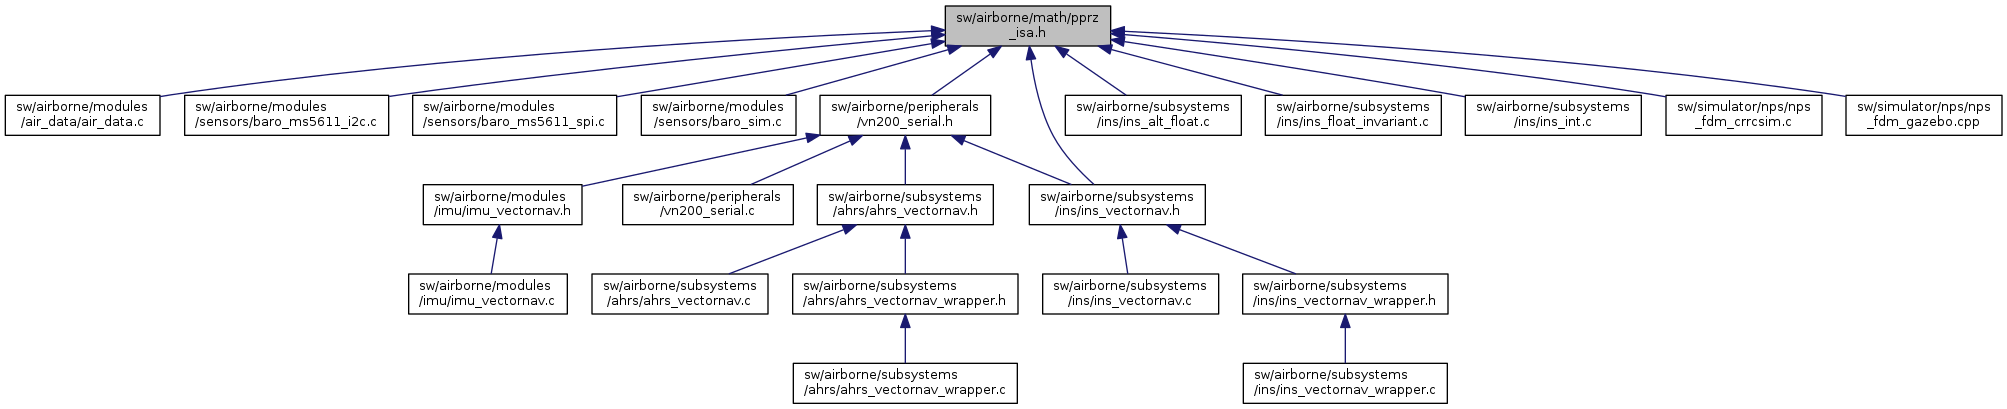 sw/airborne/math/pprz
_isa.h
sw/airborne/modules
/air_data/air_data.c
sw/airborne/modules
/sensors/baro_ms5611_i2c.c
sw/airborne/modules
/sensors/baro_ms5611_spi.c
sw/airborne/modules
/sensors/baro_sim.c
sw/airborne/peripherals
/vn200_serial.h
sw/airborne/subsystems
/ins/ins_alt_float.c
sw/airborne/subsystems
/ins/ins_float_invariant.c
sw/airborne/subsystems
/ins/ins_int.c
sw/simulator/nps/nps
_fdm_crrcsim.c
sw/simulator/nps/nps
_fdm_gazebo.cpp
sw/airborne/modules
/imu/imu_vectornav.h
sw/airborne/peripherals
/vn200_serial.c
sw/airborne/subsystems
/ahrs/ahrs_vectornav.h
sw/airborne/subsystems
/ins/ins_vectornav.h
sw/airborne/modules
/imu/imu_vectornav.c
sw/airborne/subsystems
/ahrs/ahrs_vectornav.c
sw/airborne/subsystems
/ahrs/ahrs_vectornav_wrapper.h
sw/airborne/subsystems
/ins/ins_vectornav.c
sw/airborne/subsystems
/ins/ins_vectornav_wrapper.h
sw/airborne/subsystems
/ahrs/ahrs_vectornav_wrapper.c
sw/airborne/subsystems
/ins/ins_vectornav_wrapper.c